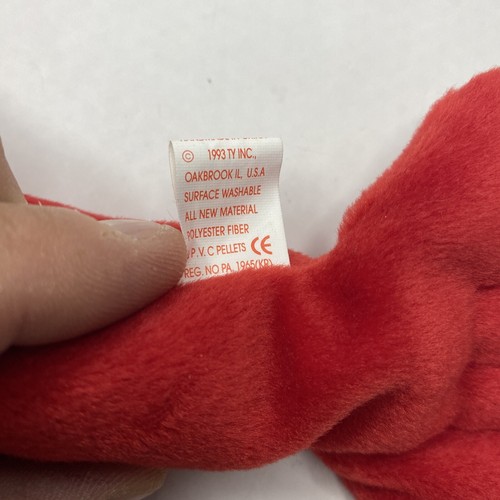 © 1993 TY INC.,
OAKBROOK IL, U.S.A
SURFACE WASHABLE
ALL NEW MATERIAL
POLYESTER FIBER
P.V.C PELLETS CE
REG. NO PA. 1965(KR)